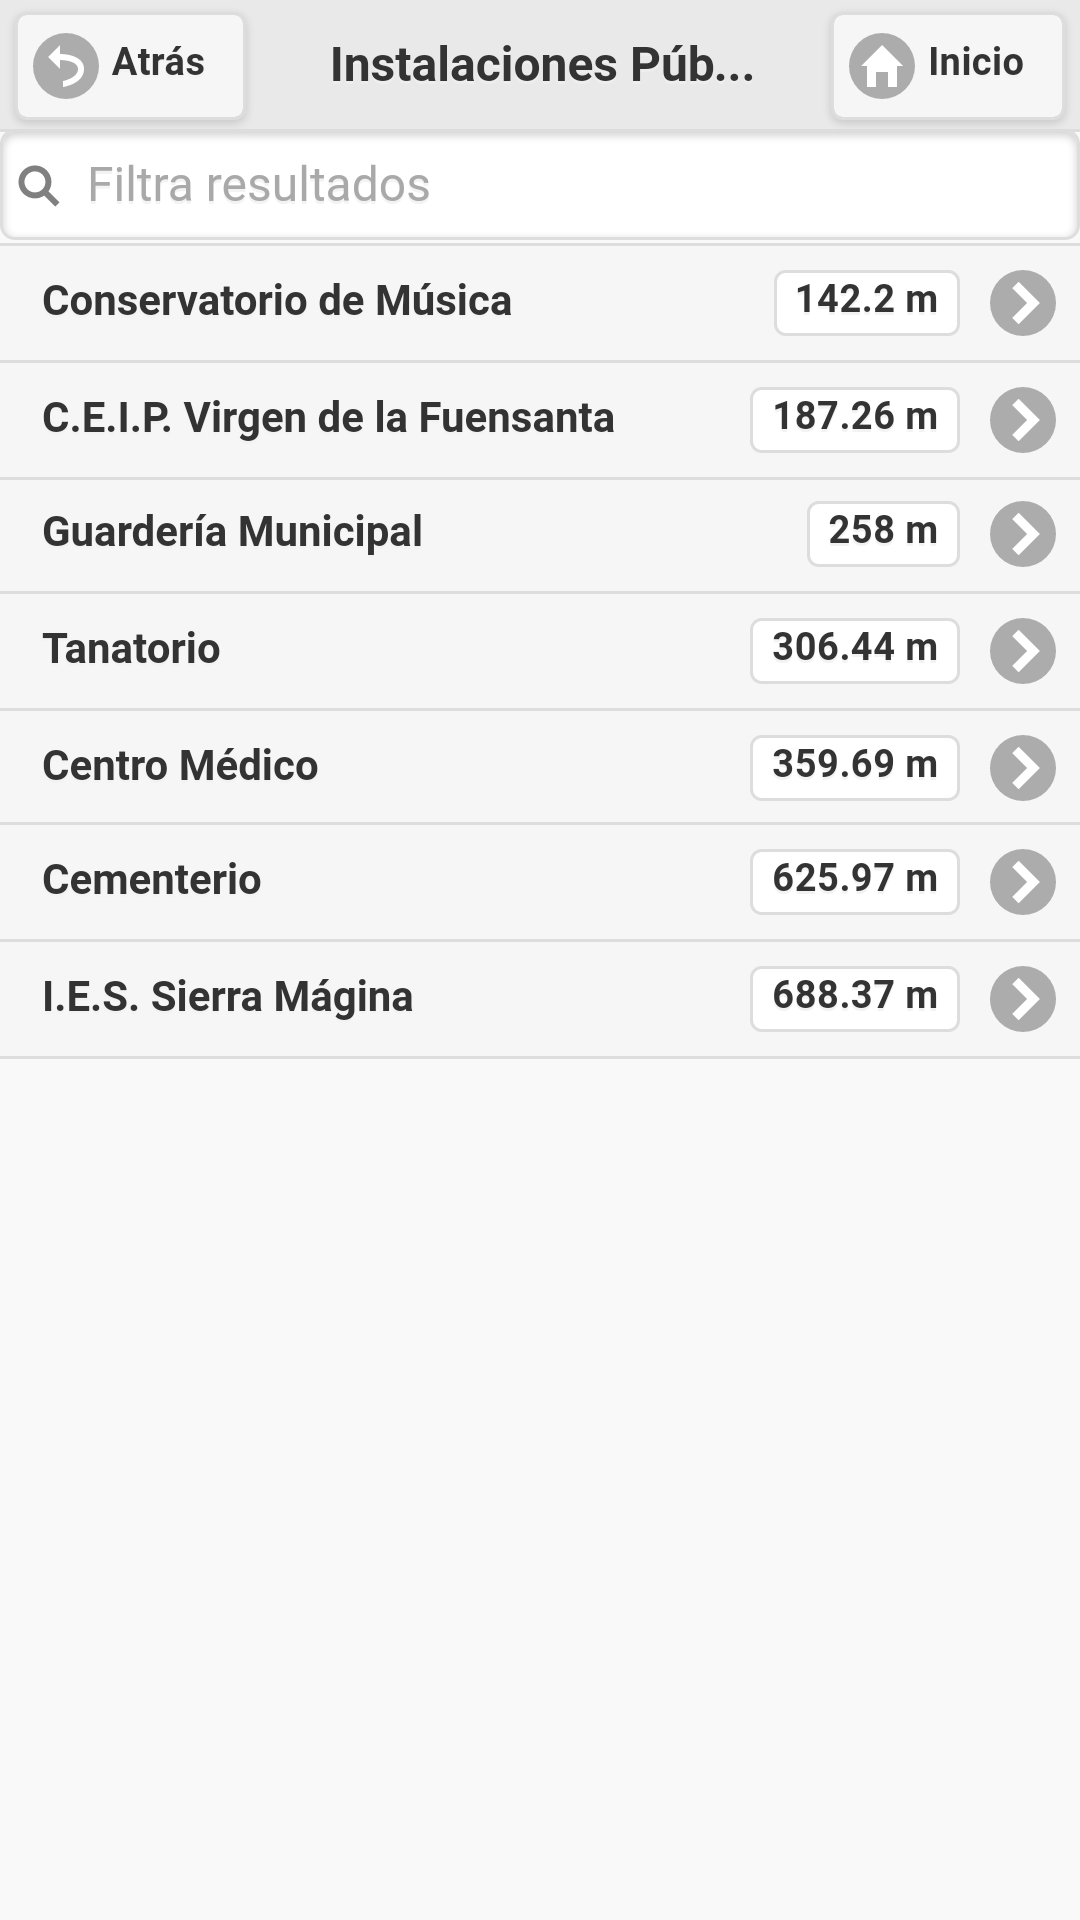 Atrás
Instalaciones Púb...
Inicio
Filtra resultados
Conservatorio de Música
142.2 m
C.E.I.P. Virgen de la Fuensanta
187.26 m
Guardería Municipal
258 m
Tanatorio
306.44 m
Centro Médico
359.69 m
Cementerio
625.97 m
I.E.S. Sierra Mágina
688.37 m